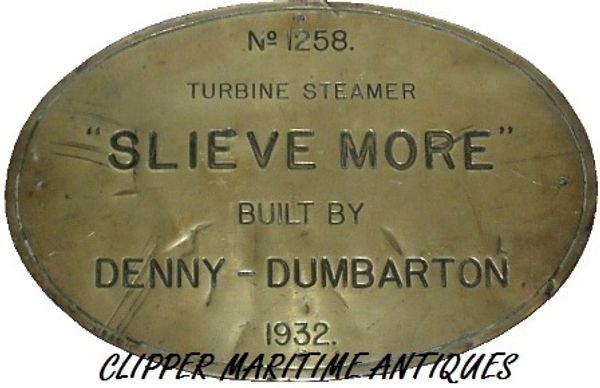 Nº 1258.
TURBINE STEAMER
"SLIEVE MORE"
BUILT BY
DENNY - DUMBARTON
1932.
CLIPPER MARITIME ANTIQUES